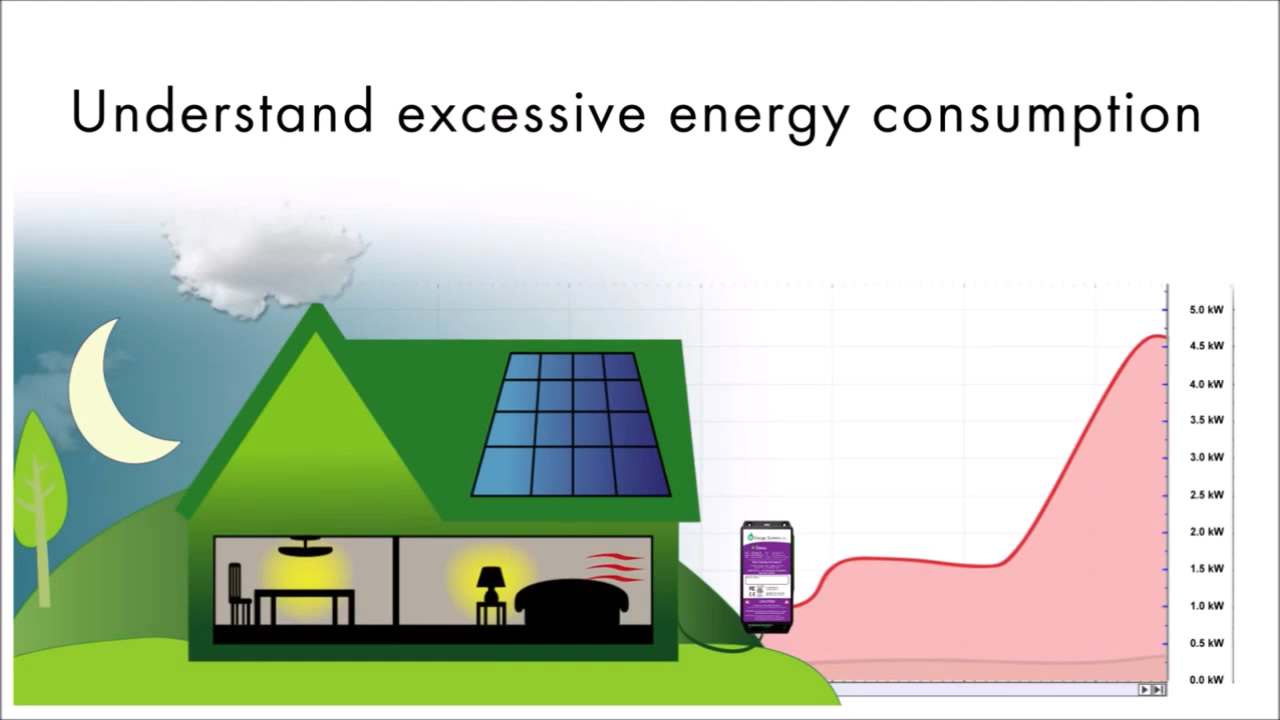 Understand excessive energy consumption
5.0 kW
4.5 kW
4.0 kW
3.5 kW
3.0 kW
2.5 kW
2.0 kW
1.5 kW
1.0 kW
0.5 kW
0.0 kW